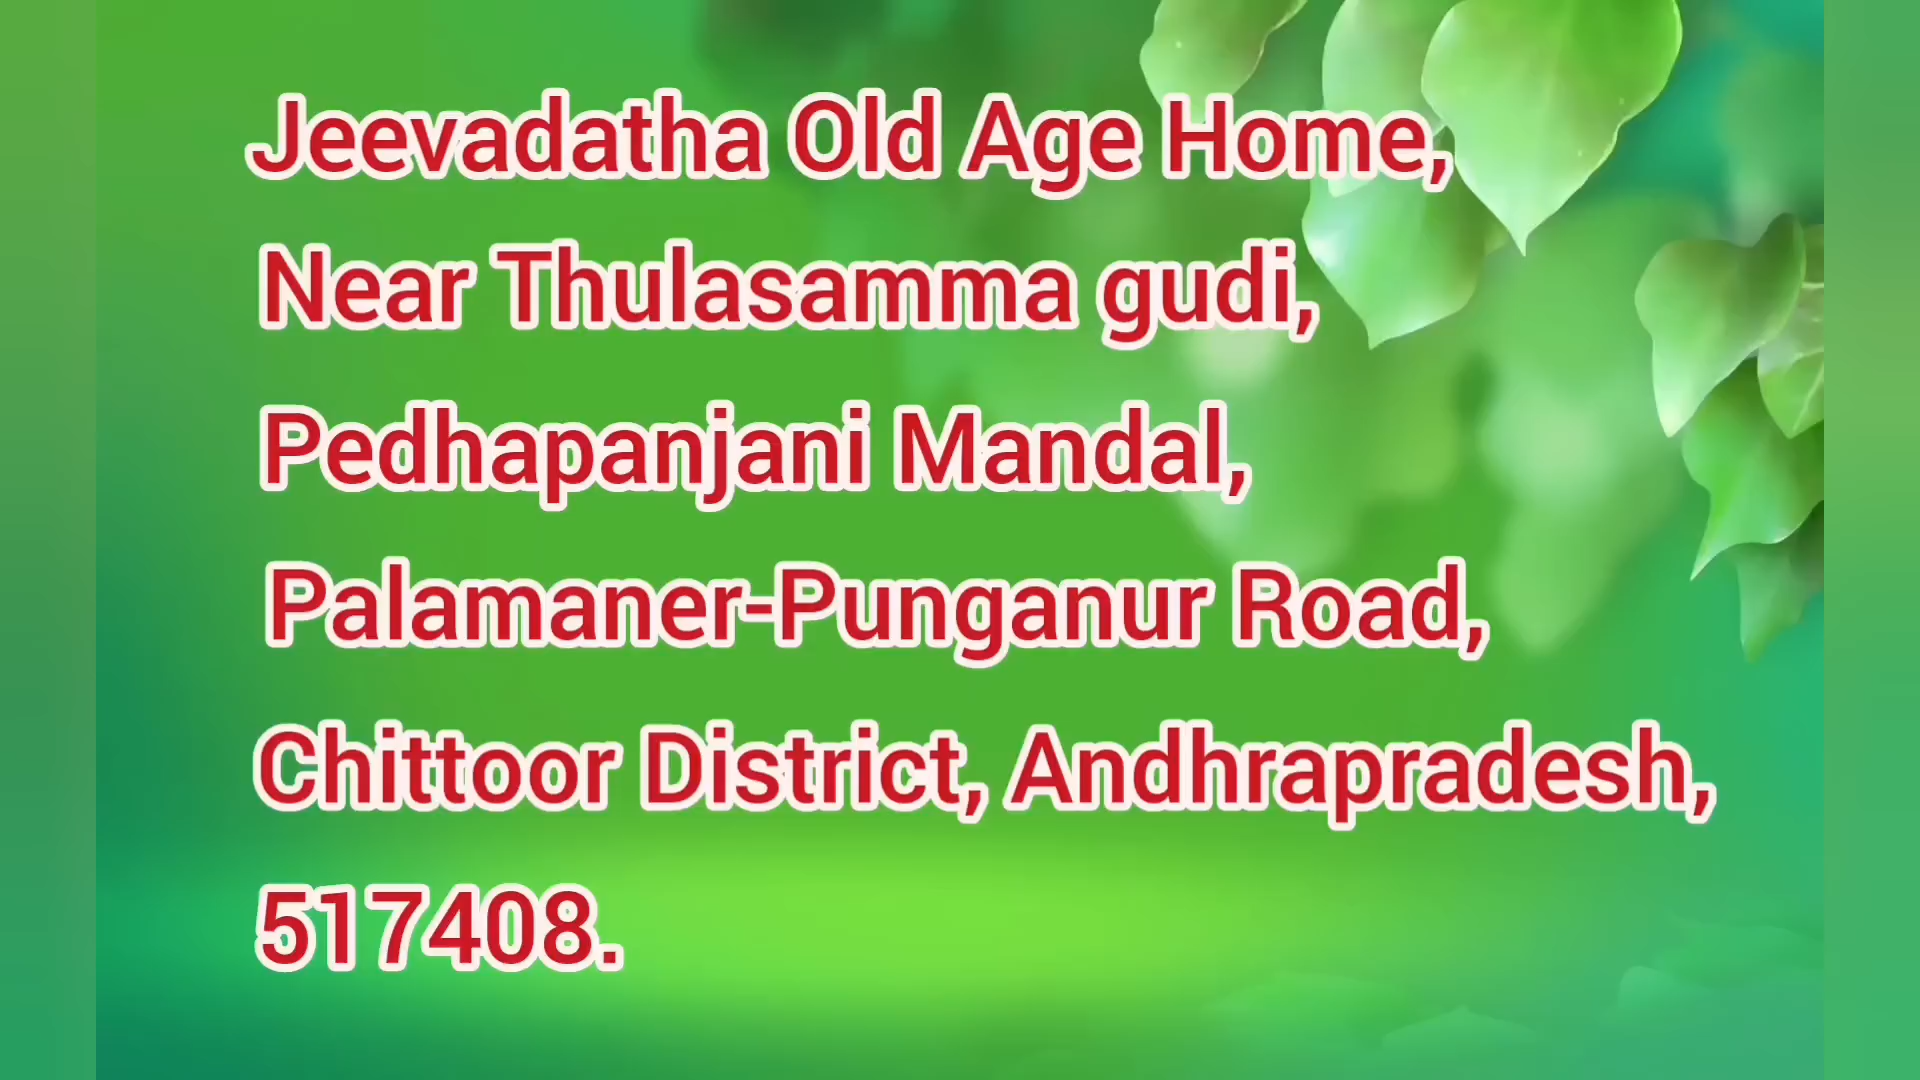 Jeevadatha Old Age Home,
Near Thulasamma gudi,
Pedhapanjani Mandal,
Palamaner-Punganur Road,
Chittoor District, Andhrapradesh,
517408.